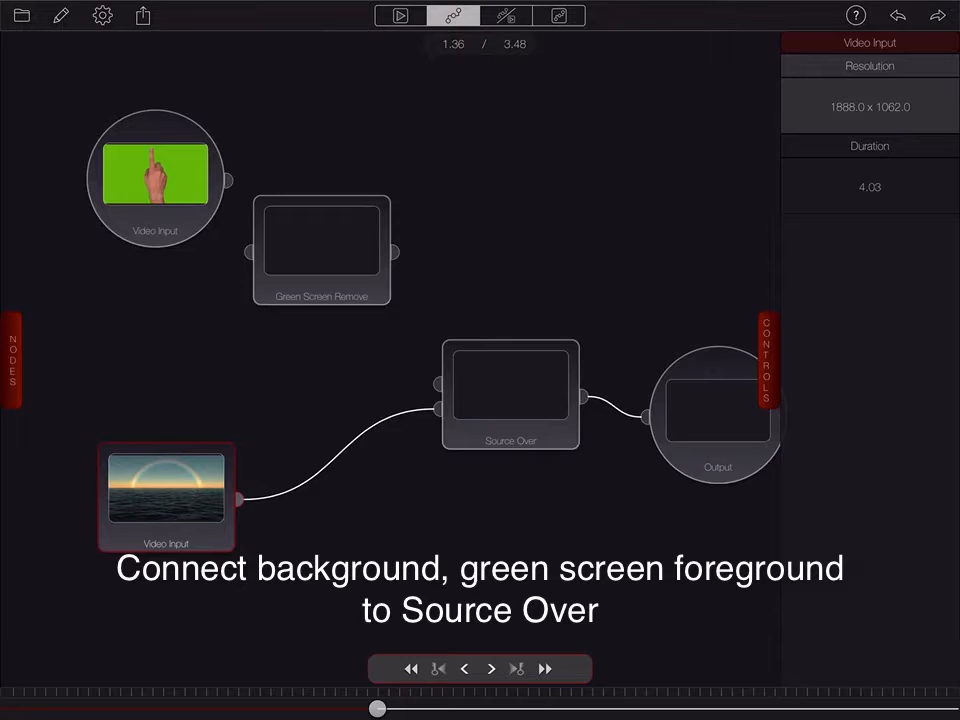 1.36 / 3.48
Video Input
Resolution
1888.0 x 1062.0
Duration
4.03
Video Input
Green Screen Remove
NODES
CONTROLS
Source Over
Output
Video Input
Connect background, green screen foreground
to Source Over